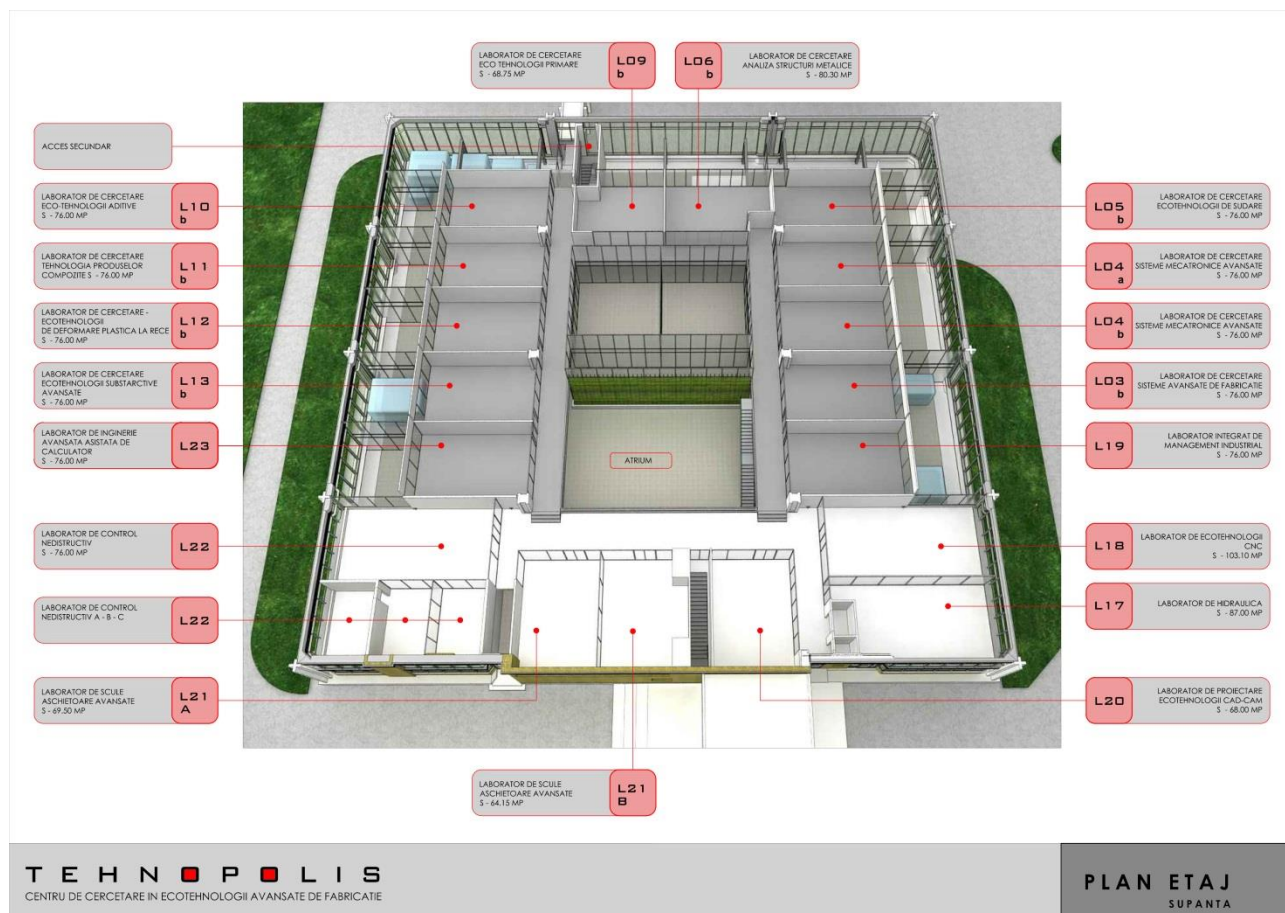 LABORATOR DE CERCETARE
ECO TEHNOLOGII PRIMARE
S - 68.75 MP
L09
b
L06
b
LABORATOR DE CERCETARE
ANALIZA STRUCTURI METALICE
S - 80.30 MP
ACCES SECUNDAR
LABORATOR DE CERCETARE
ECO-TEHNOLOGII ADITIVE
S - 76.00 MP
L10
b
LABORATOR DE CERCETARE
TEHNOLOGIA PRODUSELOR
COMPOZITE S - 76.00 MP
L11
b
LABORATOR DE CERCETARE -
ECOTEHNOLOGII
DE DEFORMARE PLASTICA LA RECE
S - 76.00 MP
L12
b
LABORATOR DE CERCETARE
ECOTEHNOLOGII SUBSTARCTIVE
AVANSATE
S - 76.00 MP
L13
b
LABORATOR DE INGINERIE
AVANSATA ASISTATA DE
CALCULATOR
S - 76.00 MP
L23
LABORATOR DE CONTROL
NEDISTRUCTIV
S - 76.00 MP
L22
LABORATOR DE CONTROL
NEDISTRUCTIV A - B - C
L22
LABORATOR DE SCULE
ASCHIETOARE AVANSATE
S - 69.50 MP
L21
A
ATRIUM
L05
b
LABORATOR DE CERCETARE
ECOTEHNOLOGII DE SUDARE
S - 76.00 MP
L04
a
LABORATOR DE CERCETARE
SISTEME MECATRONICE AVANSATE
S - 76.00 MP
L04
b
LABORATOR DE CERCETARE
SISTEME MECATRONICE AVANSATE
S - 76.00 MP
L03
b
LABORATOR DE CERCETARE
SISTEME AVANSATE DE FABRICATIE
S - 76.00 MP
L19
LABORATOR INTEGRAT DE
MANAGEMENT INDUSTRIAL
S - 76.00 MP
L18
LABORATOR DE ECOTEHNOLOGII
CNC
S - 103.10 MP
L17
LABORATOR DE HIDRAULICA
S - 87.00 MP
L20
LABORATOR DE PROIECTARE
ECOTEHNOLOGII CAD-CAM
S - 68.00 MP
LABORATOR DE SCULE
ASCHIETOARE AVANSATE
S - 64.15 MP
L21
B
TEHNOPOLIS
CENTRU DE CERCETARE IN ECOTEHNOLOGII AVANSATE DE FABRICATIE
PLAN ETAJ
SUPANTA